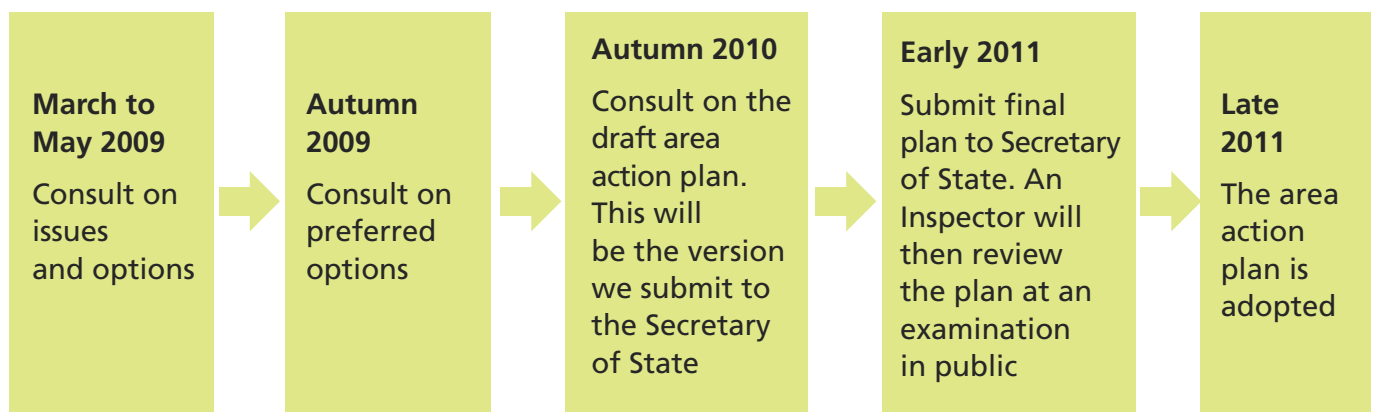 March to
May 2009
Consult on
issues
and options
Autumn
2009
Consult on
preferred
options
Autumn 2010
Consult on the
draft area
action plan.
This will
be the version
we submit to
the Secretary
of State
Early 2011
Submit final
plan to Secretary
of State. An
Inspector will
then review
the plan at an
examination
in public
Late
2011
The area
action
plan is
adopted